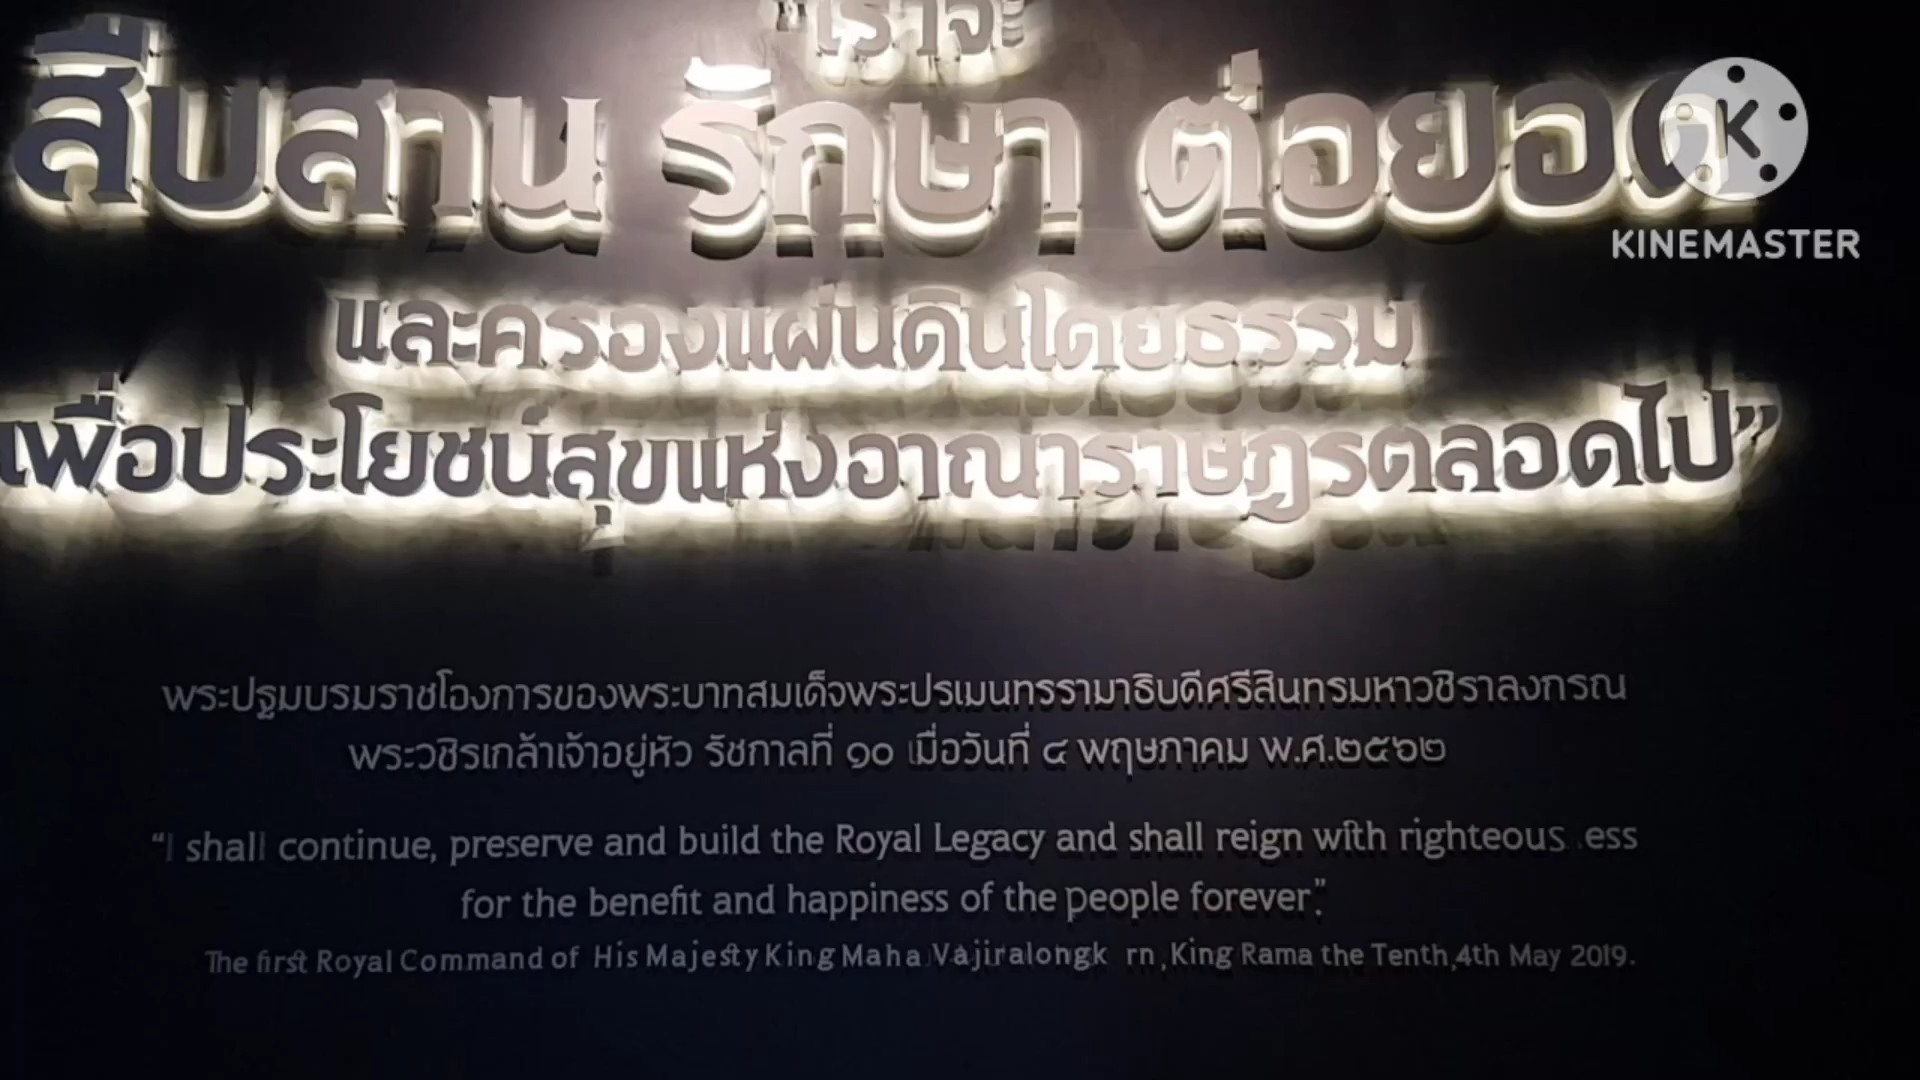 "เราจะ
สืบสาน รักษา ต่อยอด
และครองแผ่นดินโดยธรรม
เพื่อประโยชน์สุขแห่งอาณาราษฎรตลอดไป"
พระปฐมบรมราชโองการของพระบาทสมเด็จพระปรเมนทรรามาธิบดีศรีสินทรมหาวชิราลงกรณ
พระวชิรเกล้าเจ้าอยู่หัว รัชกาลที่ ๑๐ เมื่อวันที่ ๔ พฤษภาคม พ.ศ.๒๕๖๒
"I shall continue, preserve and build the Royal Legacy and shall reign with righteous ess
for the benefit and happiness of the people forever."
The first Royal Command of His Majesty King Maha Vajiralongk rn, King Rama the Tenth,4th May 2019.
K
KINEMASTER